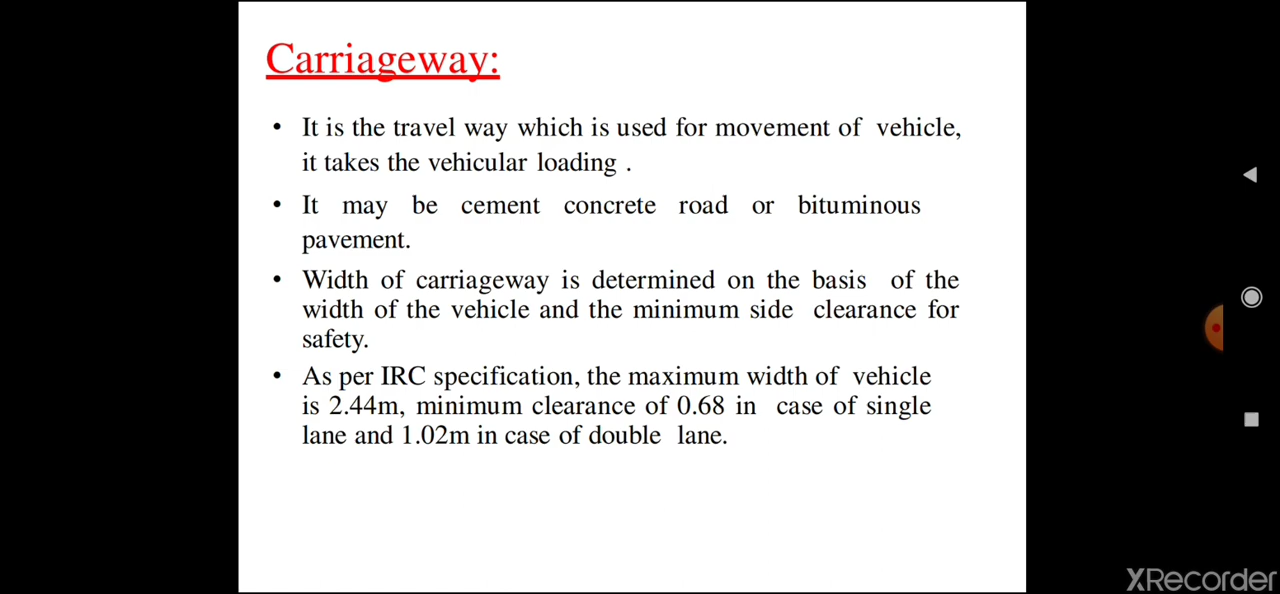 Carriageway:
• It is the travel way which is used for movement of vehicle,
it takes the vehicular loading .
• It may be cement concrete road or bituminous
pavement.
• Width of carriageway is determined on the basis of the
width of the vehicle and the minimum side clearance for
safety.
• As per IRC specification, the maximum width of vehicle
is 2.44m, minimum clearance of 0.68 in case of single
lane and 1.02m in case of double lane.
XRecorder